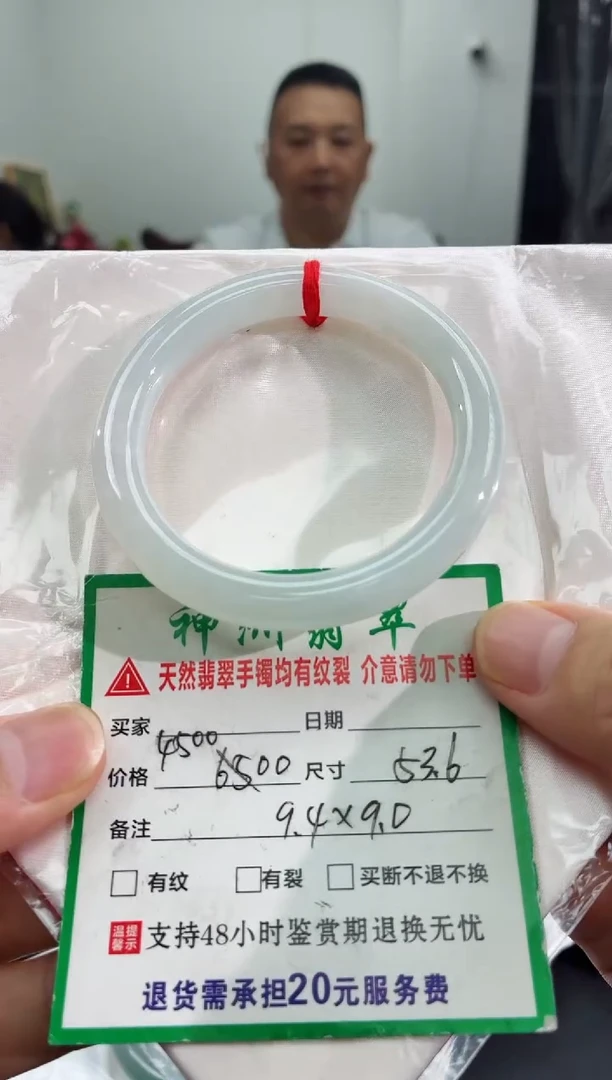 神州翡翠
天然翡翠手镯均有纹裂 介意请勿下单
买家 日期
4500
价格 6500 尺寸 53.6
备注 9.4×9.0
有纹 有裂 买断不退不换
温馨提示 支持48小时鉴赏期退换无忧
退货需承担20元服务费